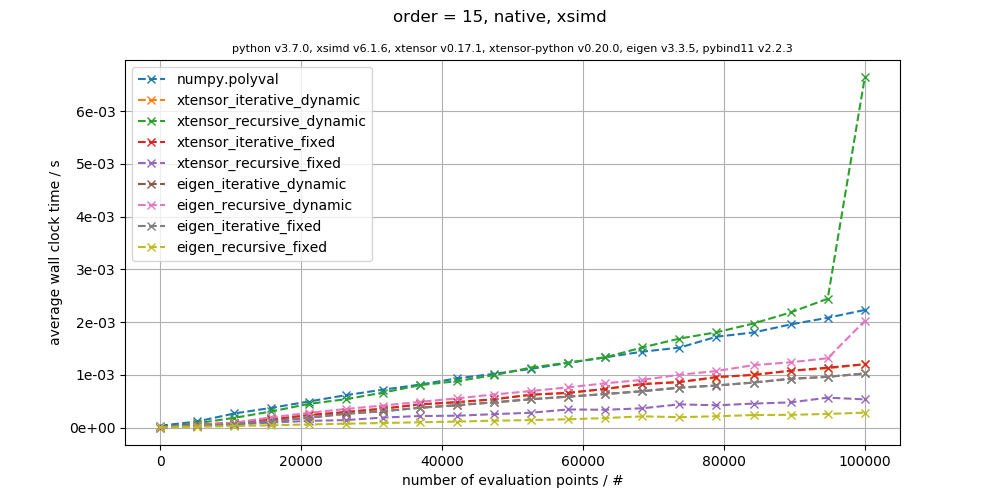 order = 15, native, xsimd
python v3.7.0, xsimd v6.1.6, xtensor v0.17.1, xtensor-python v0.20.0, eigen v3.3.5, pybind11 v2.2.3
numpy.polyval
xtensor_iterative_dynamic
xtensor_recursive_dynamic
xtensor_iterative_fixed
xtensor_recursive_fixed
eigen_iterative_dynamic
eigen_recursive_dynamic
eigen_iterative_fixed
eigen_recursive_fixed
average wall clock time / s
6e-03
5e-03
4e-03
3e-03
2e-03
1e-03
0e+00
0 20000 40000 60000 80000 100000
number of evaluation points / #